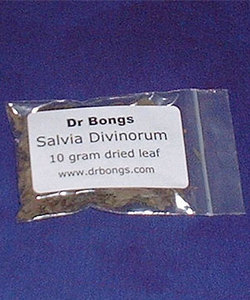 Dr Bongs
Salvia Divinorum
10 gram dried leaf
www.drbongs.com